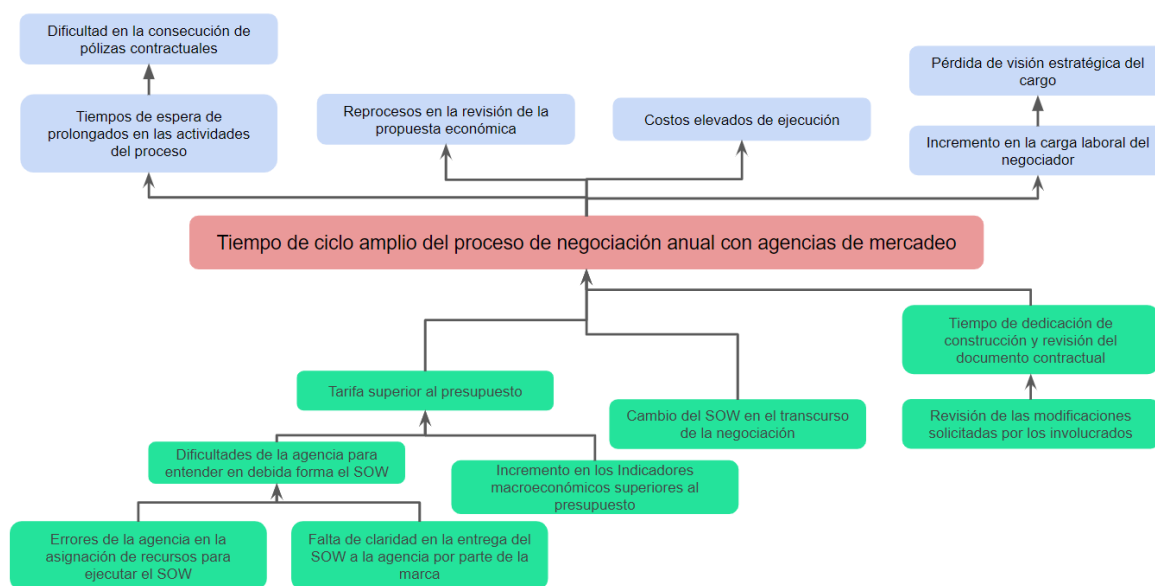 Dificultad en la consecución de
pólizas contractuales
Pérdida de visión estratégica del
cargo
Tiempos de espera de
prolongados en las actividades
del proceso
Reprocesos en la revisión de la
propuesta económica
Costos elevados de ejecución
Incremento en la carga laboral del
negociador
Tiempo de ciclo amplio del proceso de negociación anual con agencias de mercadeo
Tiempo de dedicación de
construcción y revisión del
documento contractual
Tarifa superior al presupuesto
Cambio del SOW en el transcurso
de la negociación
Revisión de las modificaciones
solicitadas por los involucrados
Dificultades de la agencia para
entender en debida forma el SOW
Incremento en los Indicadores
macroeconómicos superiores al
presupuesto
Errores de la agencia en la
asignación de recursos para
ejecutar el SOW
Falta de claridad en la entrega del
SOW a la agencia por parte de la
marca